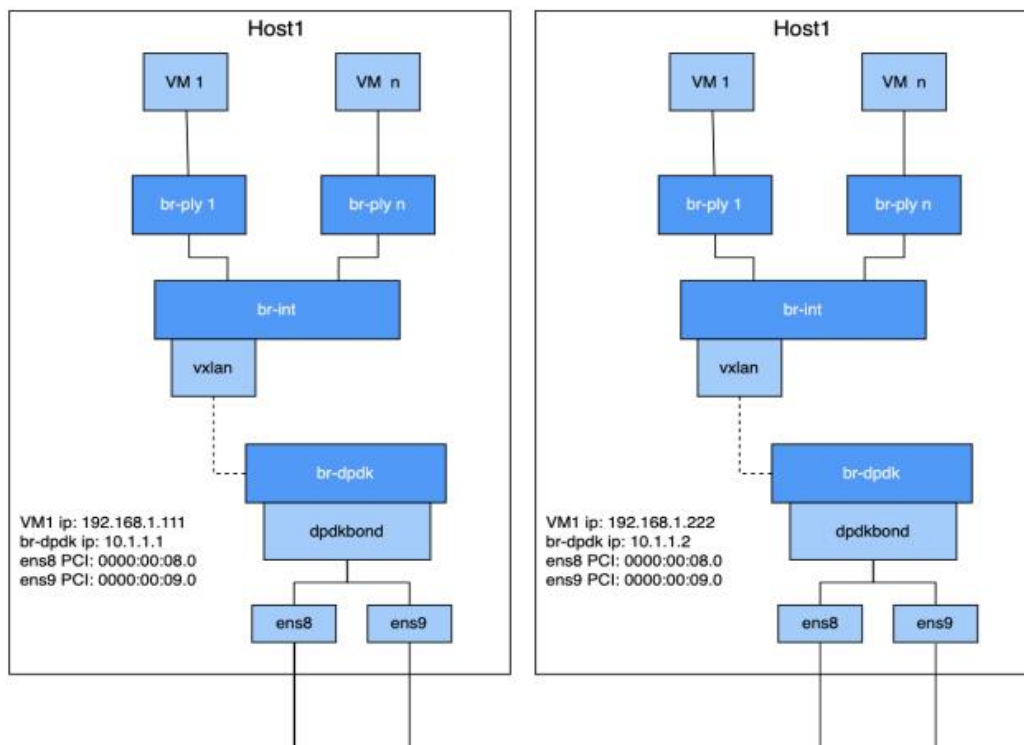 Host1
VM 1
VM n
br-ply 1
br-ply n
br-int
vxlan
br-dpdk
dpdkbond
VM1 ip: 192.168.1.111
br-dpdk ip: 10.1.1.1
ens8 PCI: 0000:00:08.0
ens9 PCI: 0000:00:09.0
ens8
ens9
Host1
VM 1
VM n
br-ply 1
br-ply n
br-int
vxlan
br-dpdk
dpdkbond
VM1 ip: 192.168.1.222
br-dpdk ip: 10.1.1.2
ens8 PCI: 0000:00:08.0
ens9 PCI: 0000:00:09.0
ens8
ens9